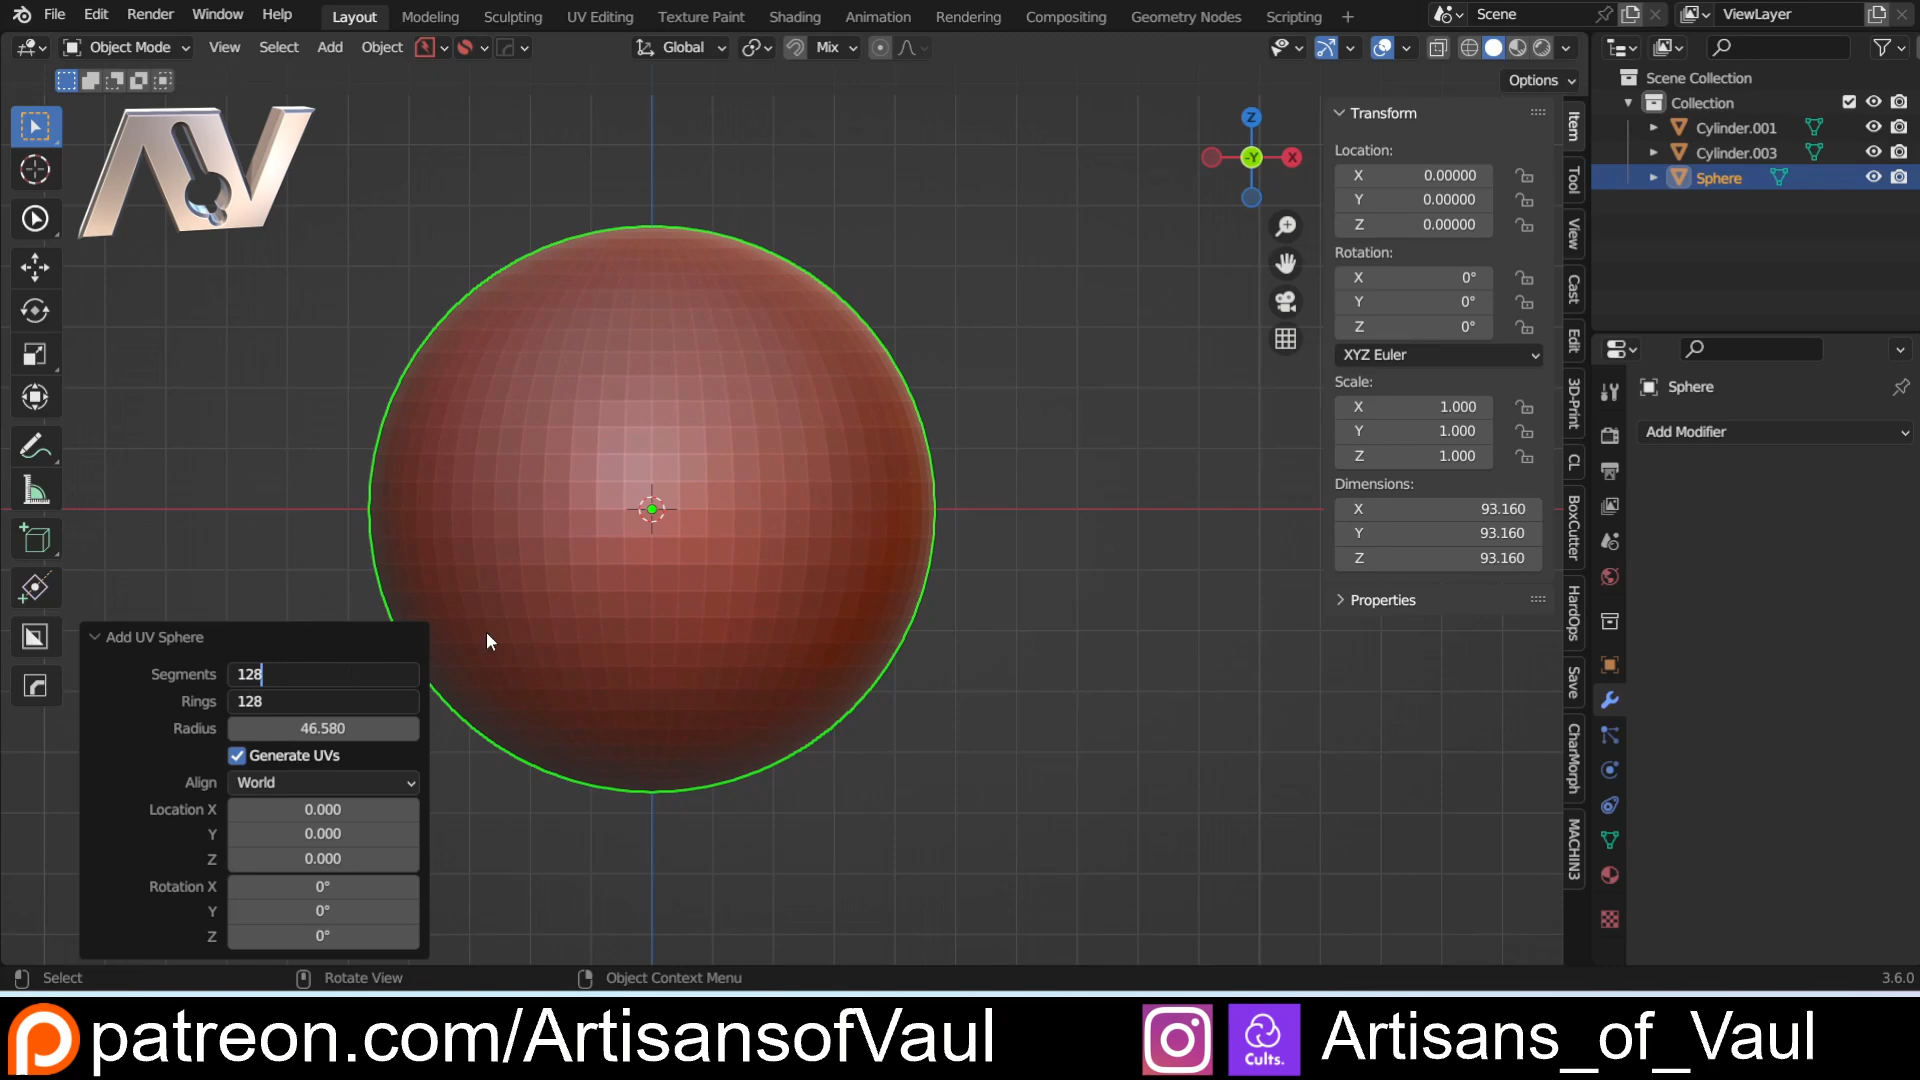 File Edit Render Window Help Layout Modeling Sculpting UV Editing Texture Paint Shading Animation Rendering Compositing Geometry Nodes Scripting + Scene ViewLayer
Object Mode View Select Add Object Global Mix
Options
AV
Z
-Y
X
Transform
Location:
X 0.00000
Y 0.00000
Z 0.00000
Rotation:
X 0°
Y 0°
Z 0°
XYZ Euler
Scale:
X 1.000
Y 1.000
Z 1.000
Dimensions:
X 93.160
Y 93.160
Z 93.160
Properties
Item
Tool
View
Cast
Edit
3D-Print
CL
BoxCutter
HardOps
Save
CharMorph
MACHIN3
Scene Collection
Collection
Cylinder.001
Cylinder.003
Sphere
Sphere
Add Modifier
Add UV Sphere
Segments 128
Rings 128
Radius 46.580
Generate UVs
Align World
Location X 0.000
Y 0.000
Z 0.000
Rotation X 0°
Y 0°
Z 0°
Select Rotate View Object Context Menu 3.6.0
patreon.com/ArtisansofVaul Cults. Artisans_of_Vaul